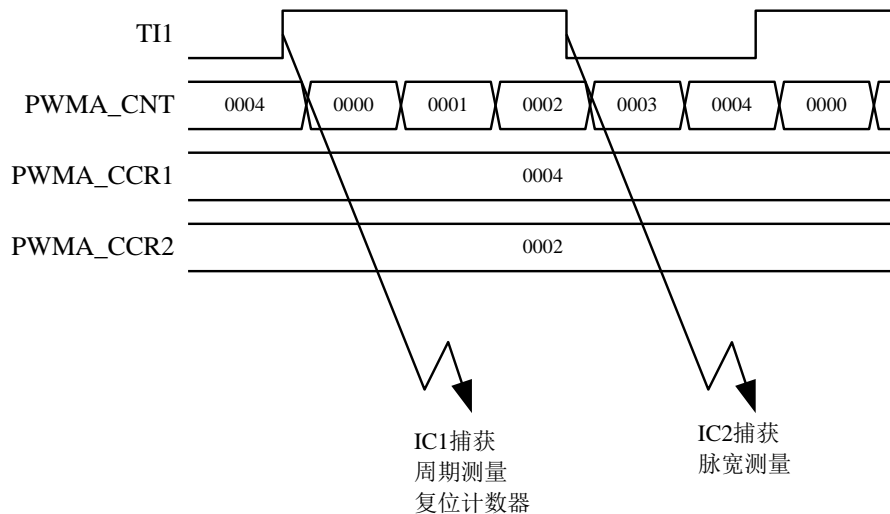 TI1
PWMA_CNT 0004 0000 0001 0002 0003 0004 0000
PWMA_CCR1 0004
PWMA_CCR2 0002
IC1捕获
周期测量
复位计数器
IC2捕获
脉宽测量